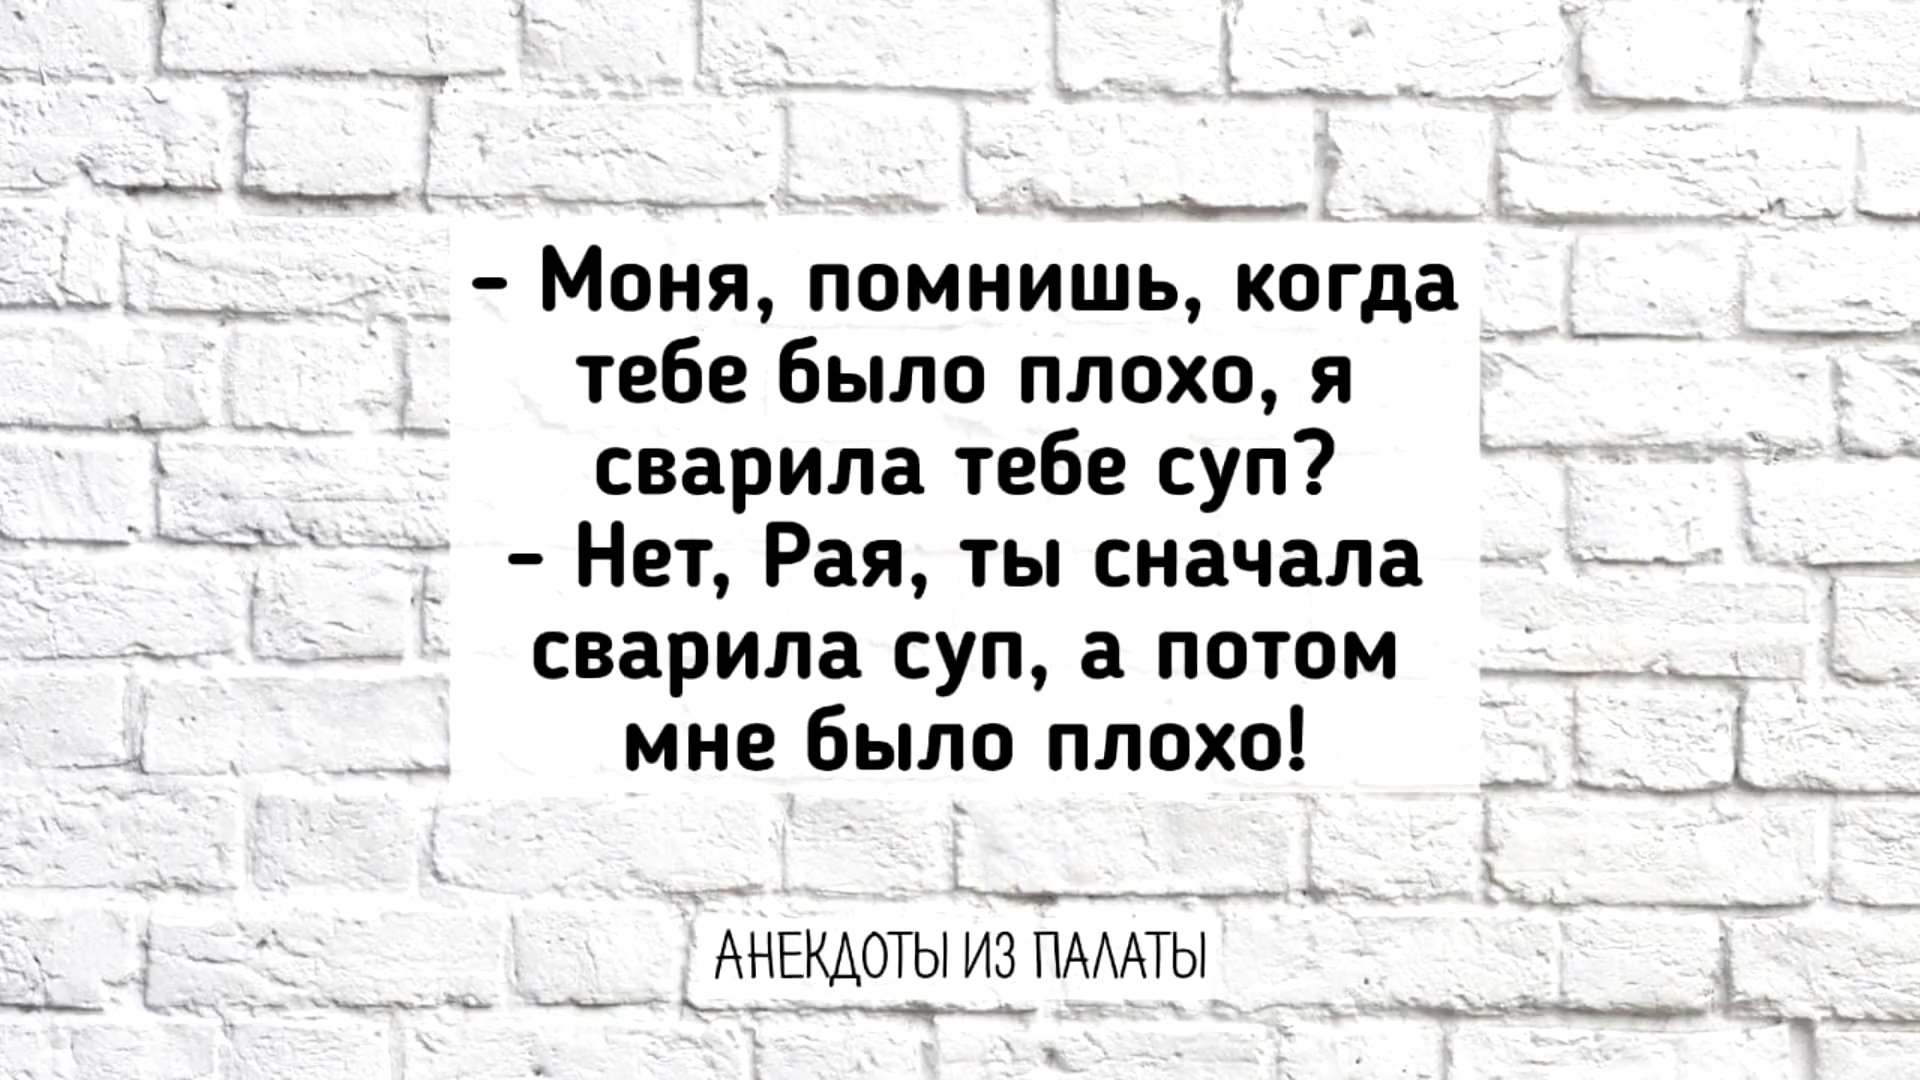 - Моня, помнишь, когда
тебе было плохо, я
сварила тебе суп?
- Нет, Рая, ты сначала
сварила суп, а потом
мне было плохо!
АНЕКДОТЫ ИЗ ПАЛАТЫ